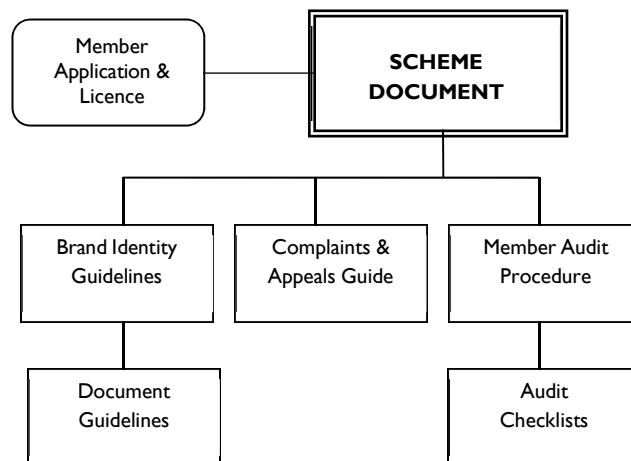 Member
Application &
Licence
SCHEME
DOCUMENT
Brand Identity
Guidelines
Complaints &
Appeals Guide
Member Audit
Procedure
Document
Guidelines
Audit
Checklists